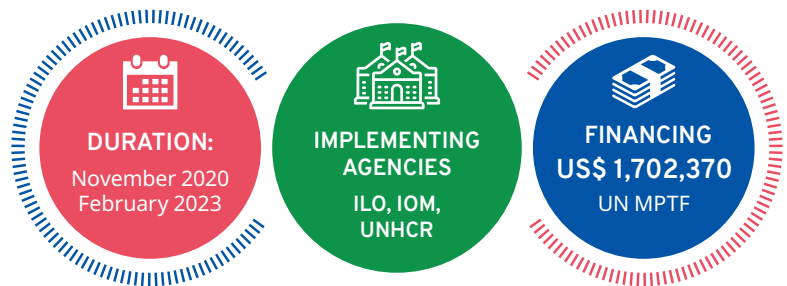 DURATION:
November 2020
February 2023
IMPLEMENTING
AGENCIES
ILO, IOM,
UNHCR
FINANCING
US$ 1,702,370
UN MPTF